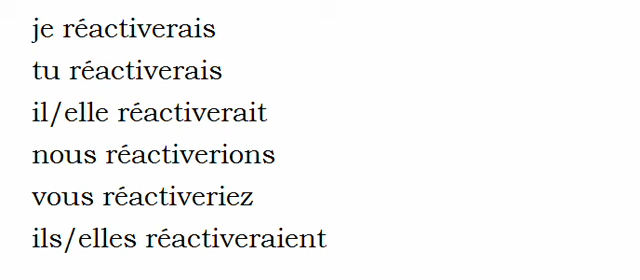 je réactiverais
tu réactiverais
il/elle réactiverait
nous réactiverions
vous réactiveriez
ils/elles réactiveraient